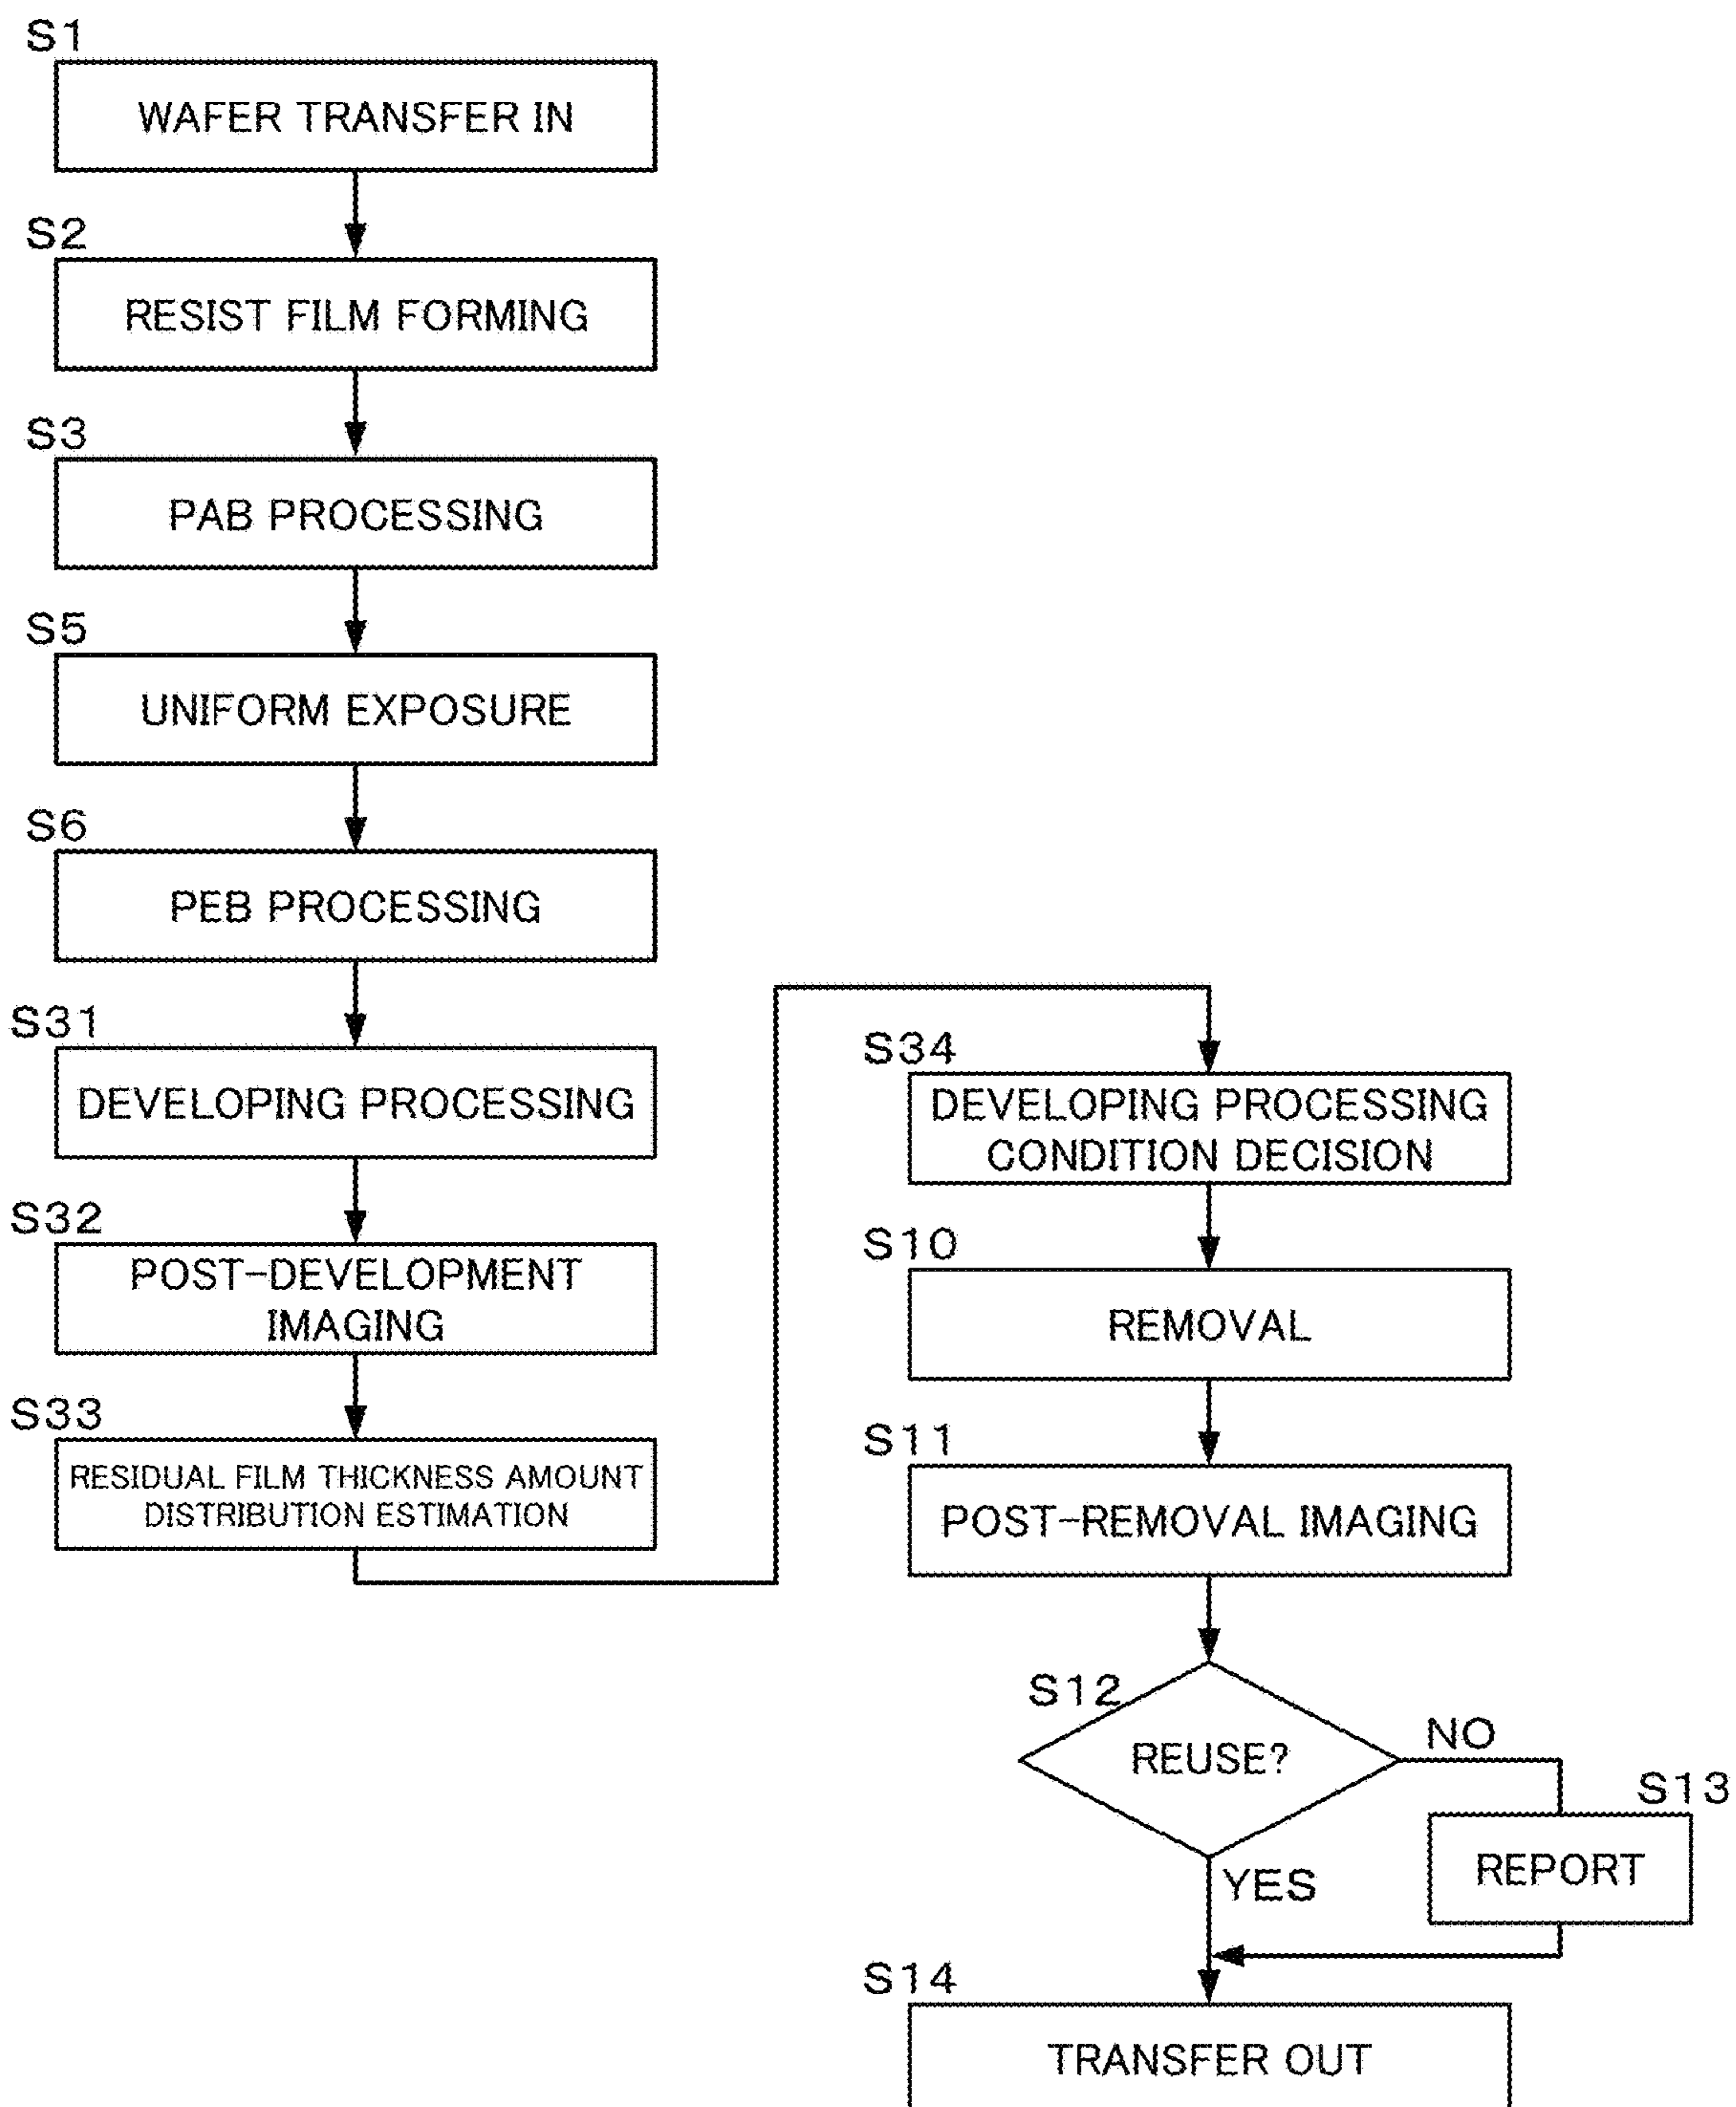 S1
WAFER TRANSFER IN
S2
RESIST FILM FORMING
S3
PAB PROCESSING
S5
UNIFORM EXPOSURE
S6
PEB PROCESSING
S31
DEVELOPING PROCESSING
S32
POST-DEVELOPMENT
IMAGING
S33
RESIDUAL FILM THICKNESS AMOUNT
DISTRIBUTION ESTIMATION
S34
DEVELOPING PROCESSING
CONDITION DECISION
S10
REMOVAL
S11
POST-REMOVAL IMAGING
S12
REUSE?
NO
S13
REPORT
YES
S14
TRANSFER OUT